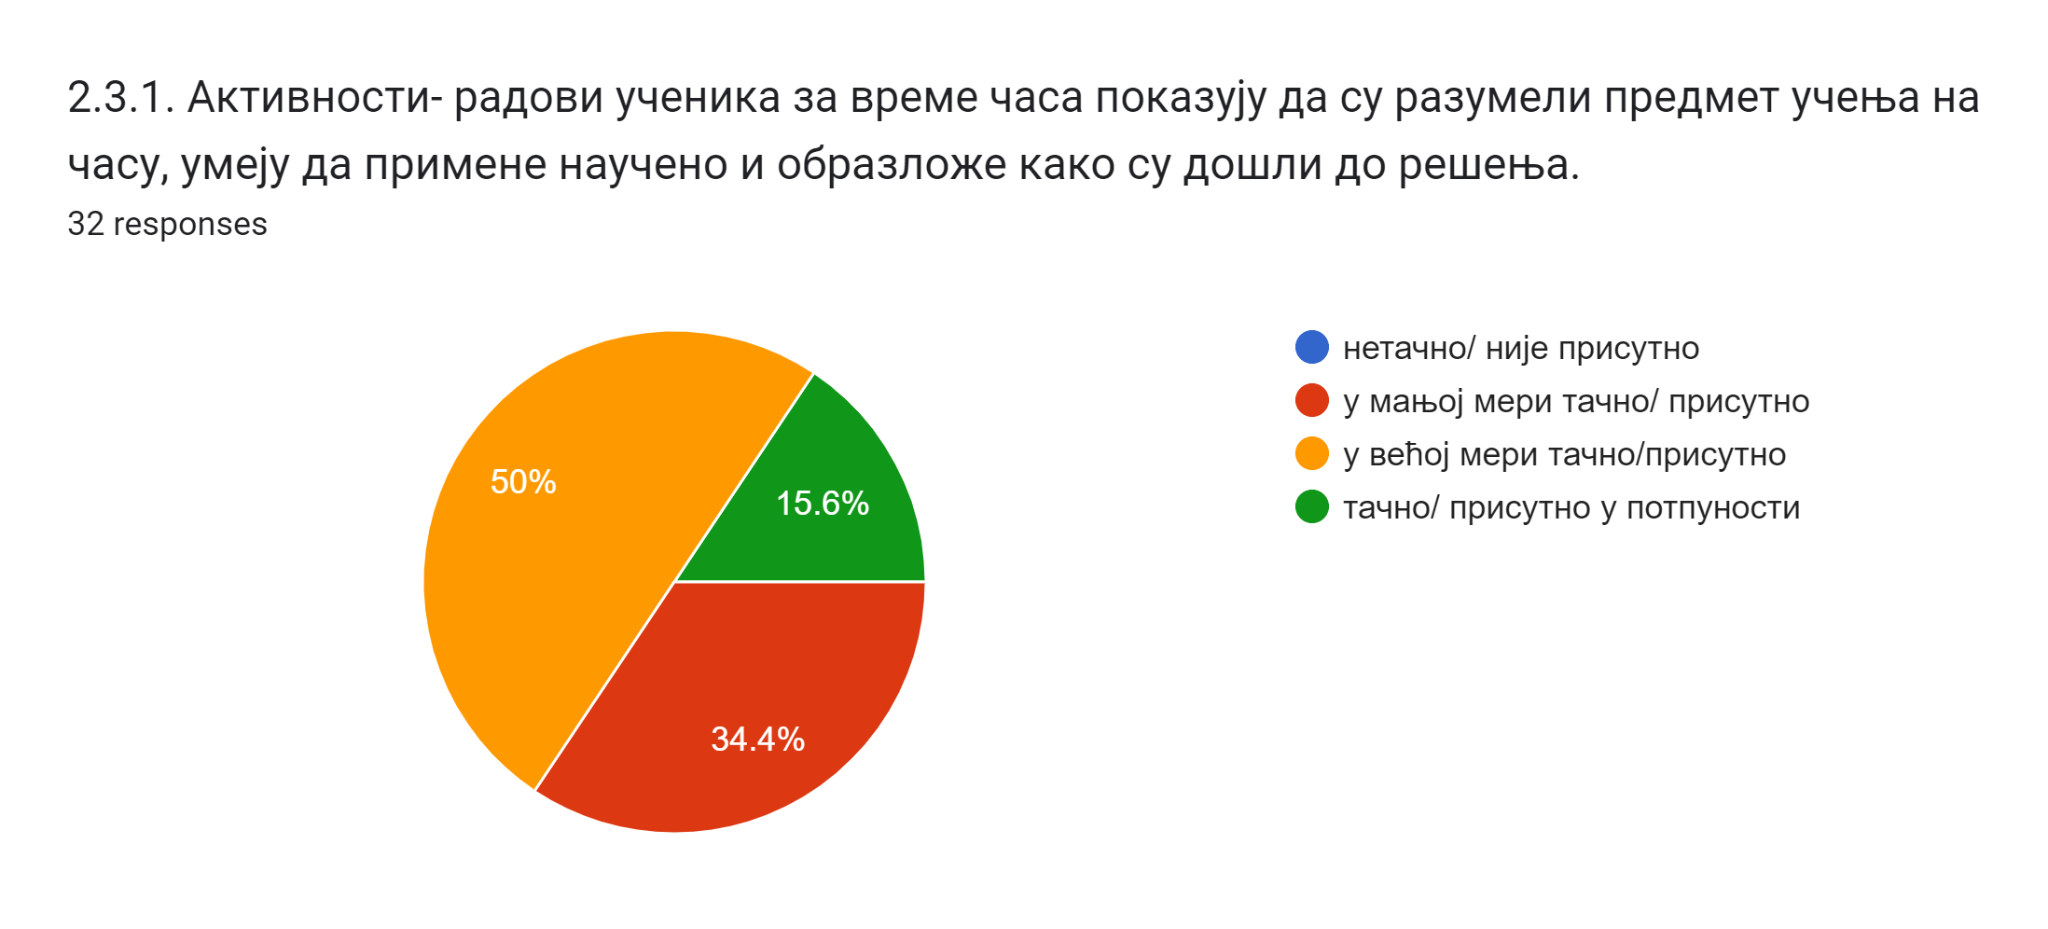 2.3.1. Активности- радови ученика за време часа показују да су разумели предмет учења на
часу, умеју да примене научено и образложе како су дошли до решења.
32 responses
нетачно/ није присутно
у мањој мери тачно/ присутно
у већој мери тачно/присутно
тачно/ присутно у потпуности
50%
15.6%
34.4%